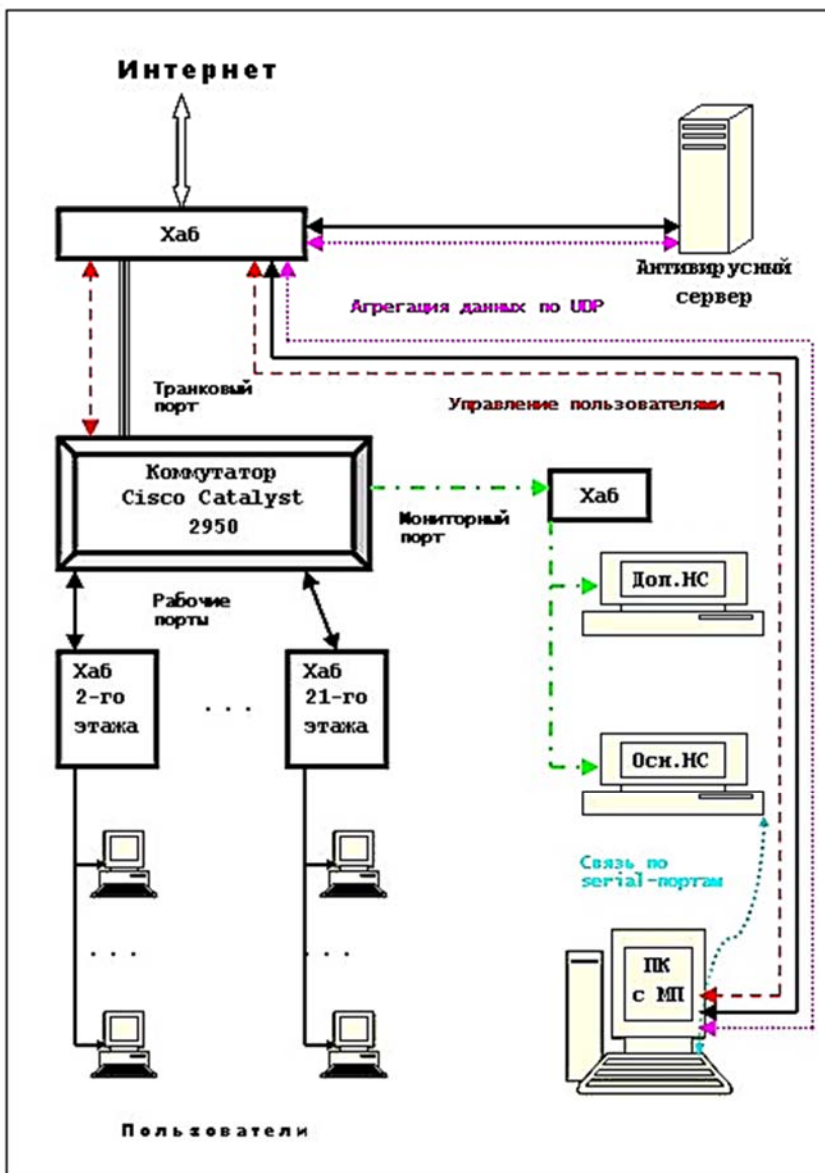 Интернет
Хаб
Антивирусный
сервер
Агрегация данных по UDP
Транковый
порт
Управление пользователями
Коммутатор
Cisco Catalyst
2950
Хаб
Мониторный
порт
Доп.НС
Рабочие
порты
Хаб
2-го
этажа
. . .
Хаб
21-го
этажа
Осн.НС
Связь по
serial-портам
. . .
. . .
ПК
с МП
Пользователи